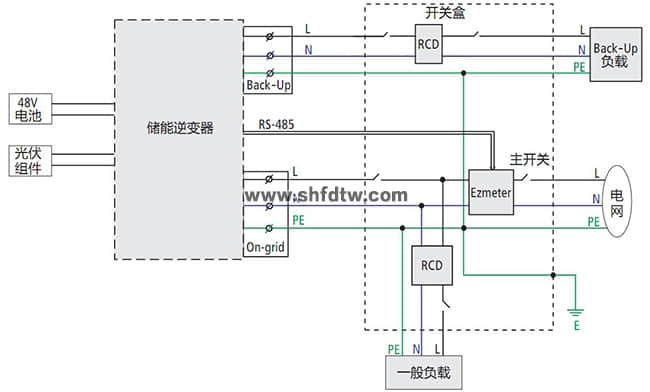 开关盒
L
RCD
L
N
N
PE
Back-Up
负载
Back-Up
48V
电池
储能逆变器
RS-485
光伏
组件
主开关
L
L
www.shfdtw.com
Ezmeter
N
电
网
PE
PE
On-grid
RCD
E
PE
N
L
一般负载